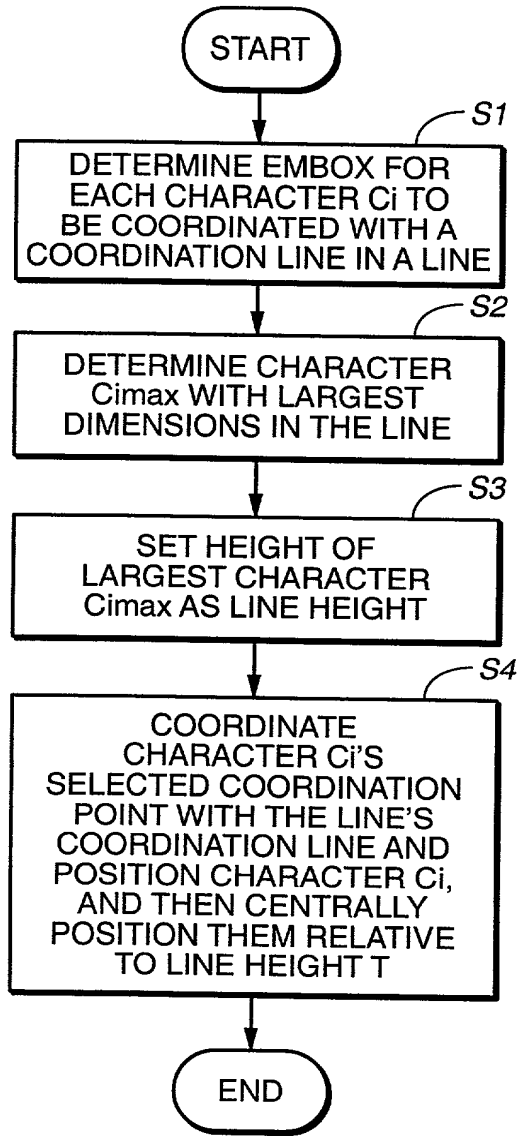 START
S1
DETERMINE EMBOX FOR
EACH CHARACTER Ci TO
BE COORDINATED WITH A
COORDINATION LINE IN A LINE
S2
DETERMINE CHARACTER
Cimax WITH LARGEST
DIMENSIONS IN THE LINE
S3
SET HEIGHT OF
LARGEST CHARACTER
Cimax AS LINE HEIGHT
S4
COORDINATE
CHARACTER Ci'S
SELECTED COORDINATION
POINT WITH THE LINE'S
COORDINATION LINE AND
POSITION CHARACTER Ci,
AND THEN CENTRALLY
POSITION THEM RELATIVE
TO LINE HEIGHT T
END